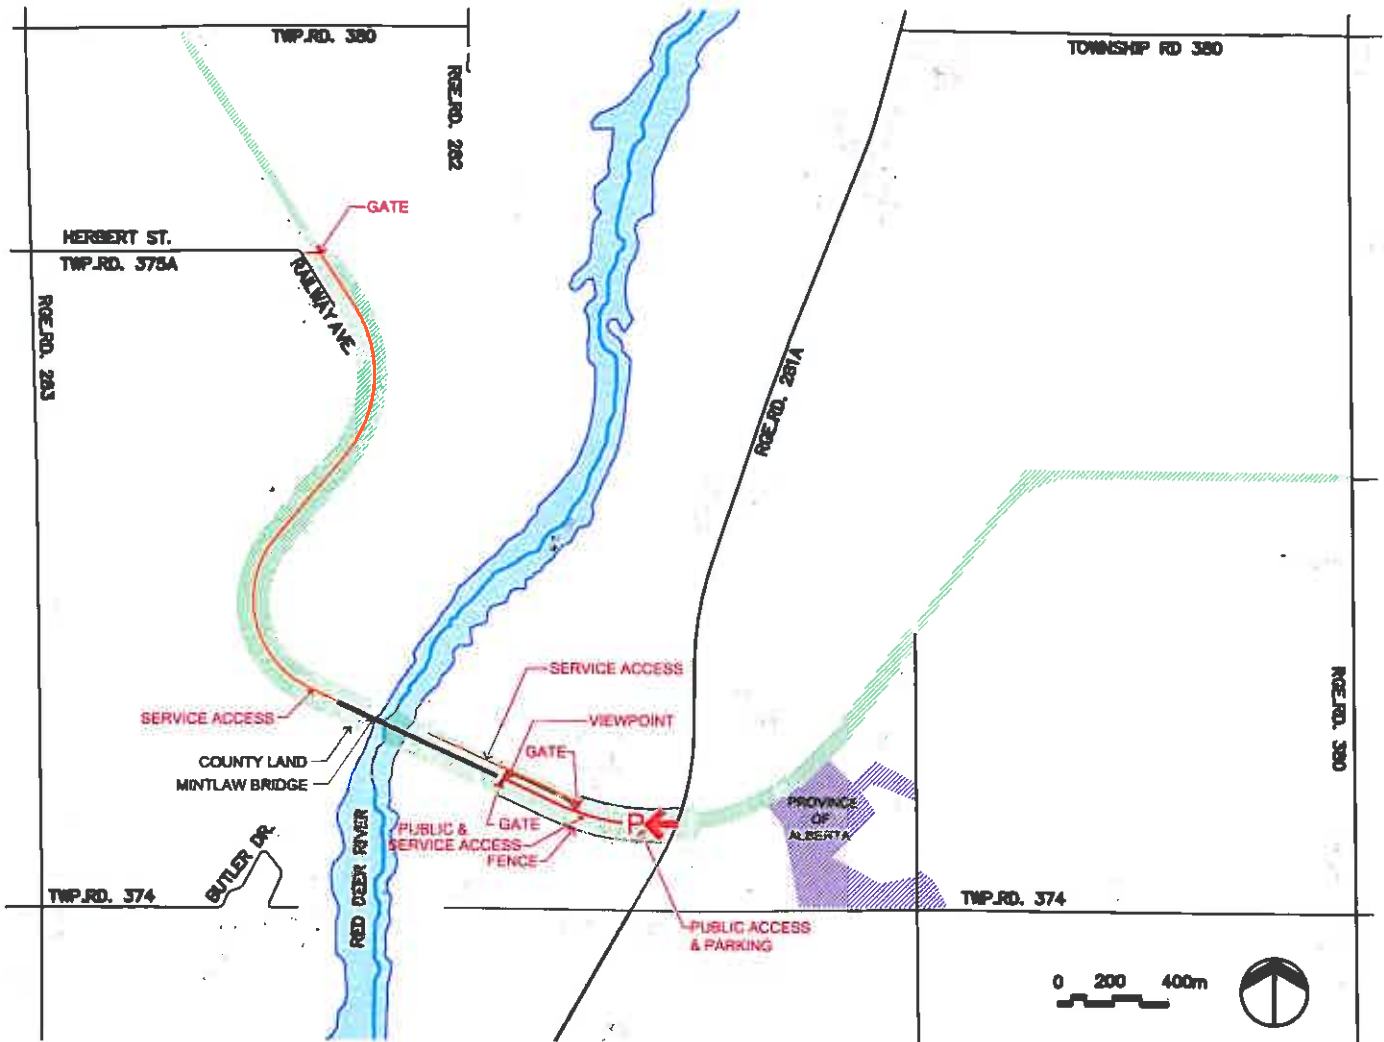 TWP.RD. 380
TOWNSHIP RD 380
RGE.RD. 282
GATE
HERBERT ST.
TWP.RD. 375A
RAILWAY AVE.
RGE.RD. 283
RGE.RD. 281A
SERVICE ACCESS
SERVICE ACCESS
VIEWPOINT
GATE
COUNTY LAND
MINTLAW BRIDGE
RGE.RD. 380
PROVINCE
OF
ALBERTA
P
GATE
PUBLIC &
SERVICE ACCESS
FENCE
RED DEER RIVER
BUTLER DR.
TWP.RD. 374
TWP.RD. 374
PUBLIC ACCESS
& PARKING
0 200 400m